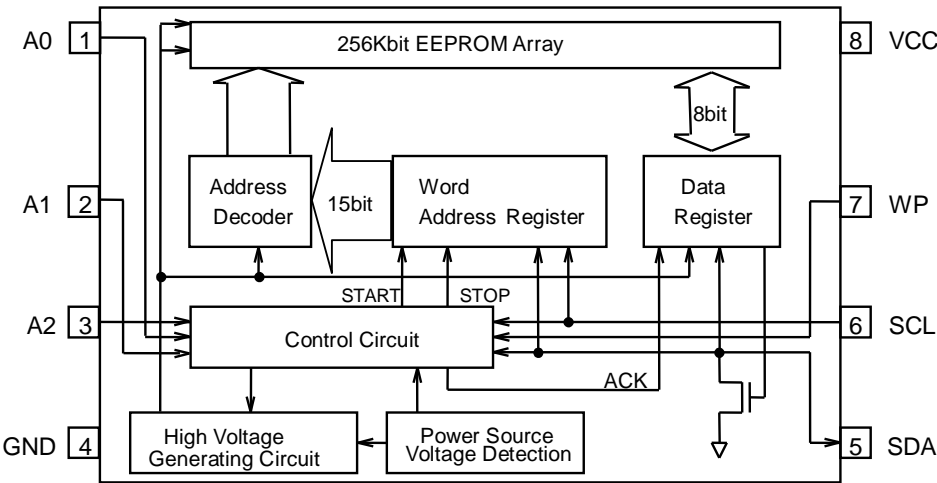 A0 1
256Kbit EEPROM Array
8 VCC
8bit
A1 2
Address
Decoder
15bit
Word
Address Register
Data
Register
7 WP
START
STOP
A2 3
Control Circuit
6 SCL
ACK
GND 4
High Voltage
Generating Circuit
Power Source
Voltage Detection
5 SDA